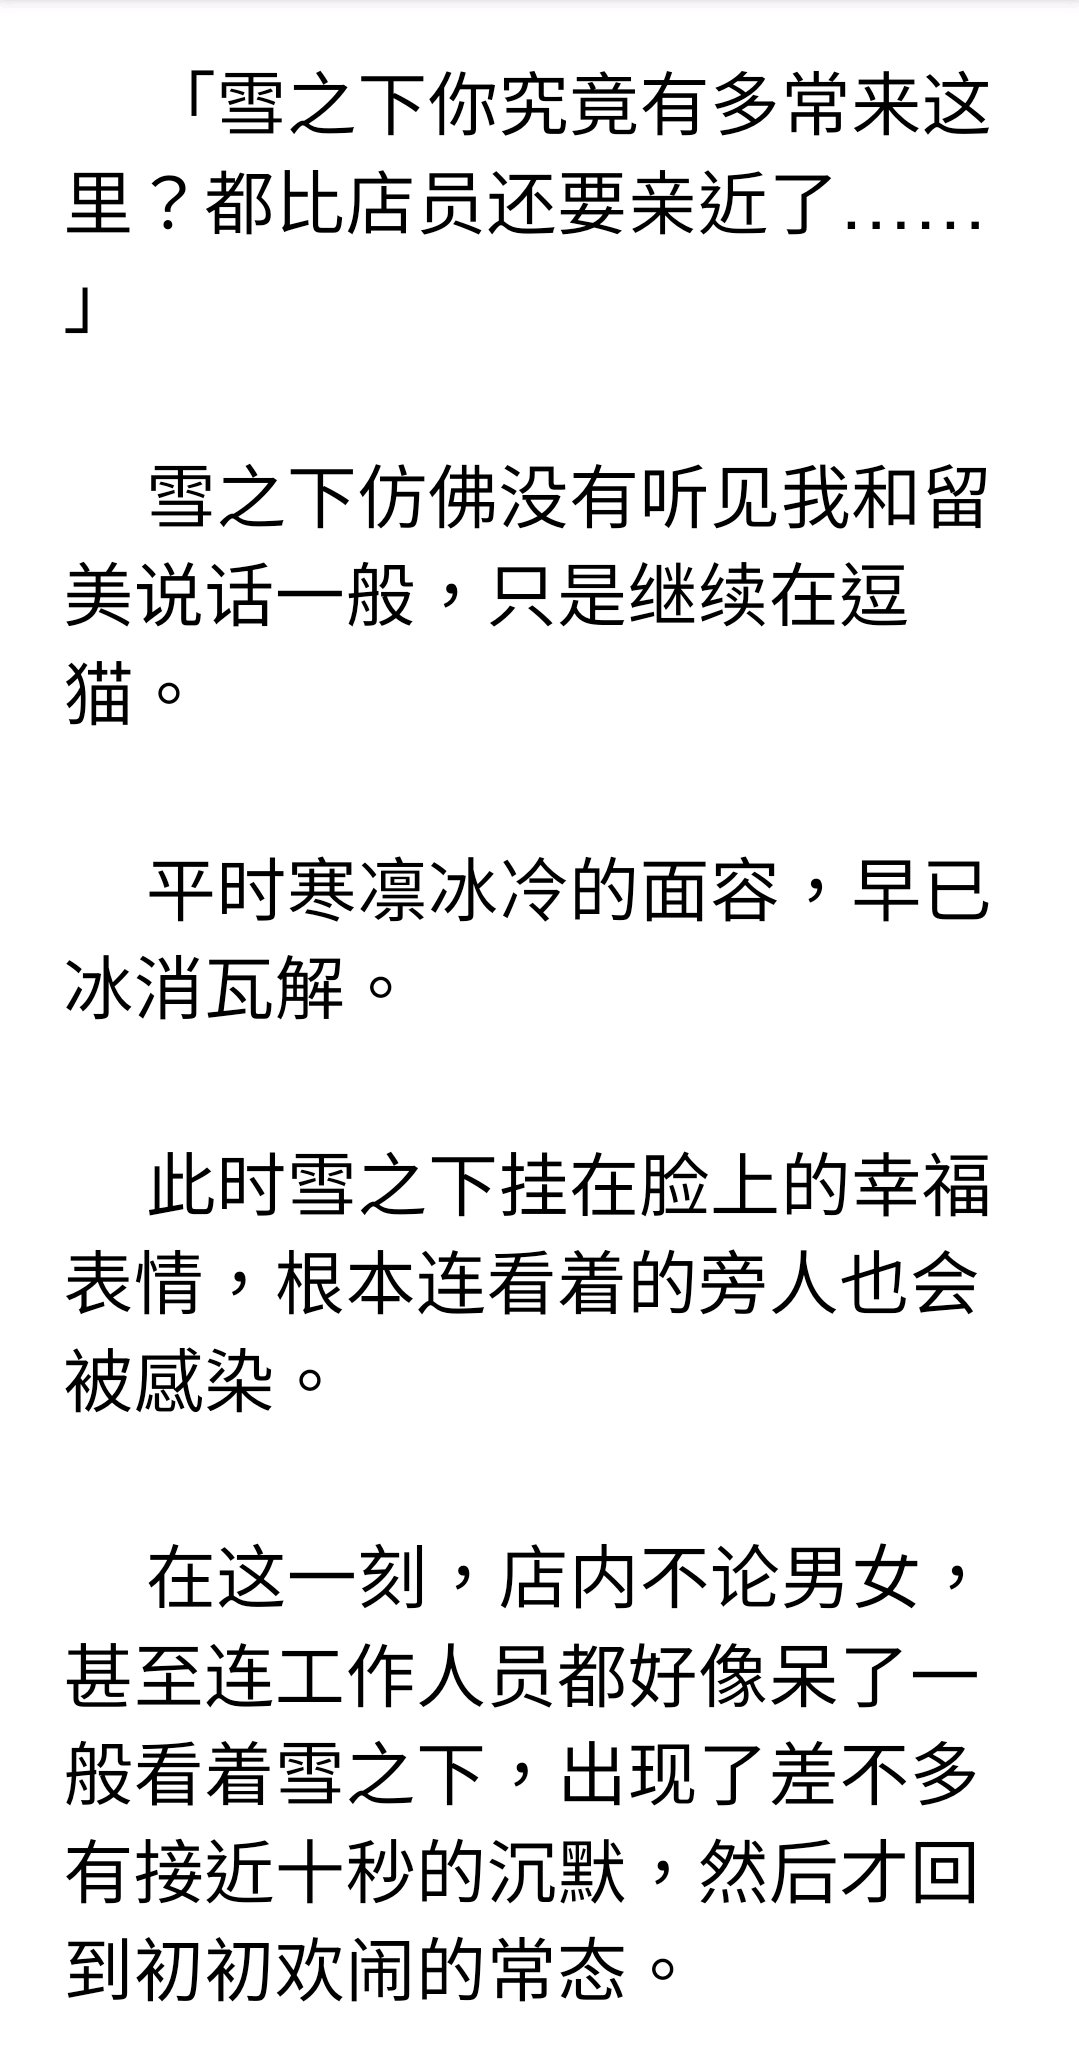 「雪之下你究竟有多常来这
里？都比店员还要亲近了……
」
雪之下仿佛没有听见我和留
美说话一般，只是继续在逗
猫。
平时寒凛冰冷的面容，早已
冰消瓦解。
此时雪之下挂在脸上的幸福
表情，根本连看着的旁人也会
被感染。
在这一刻，店内不论男女，
甚至连工作人员都好像呆了一
般看着雪之下，出现了差不多
有接近十秒的沉默，然后才回
到初初欢闹的常态。